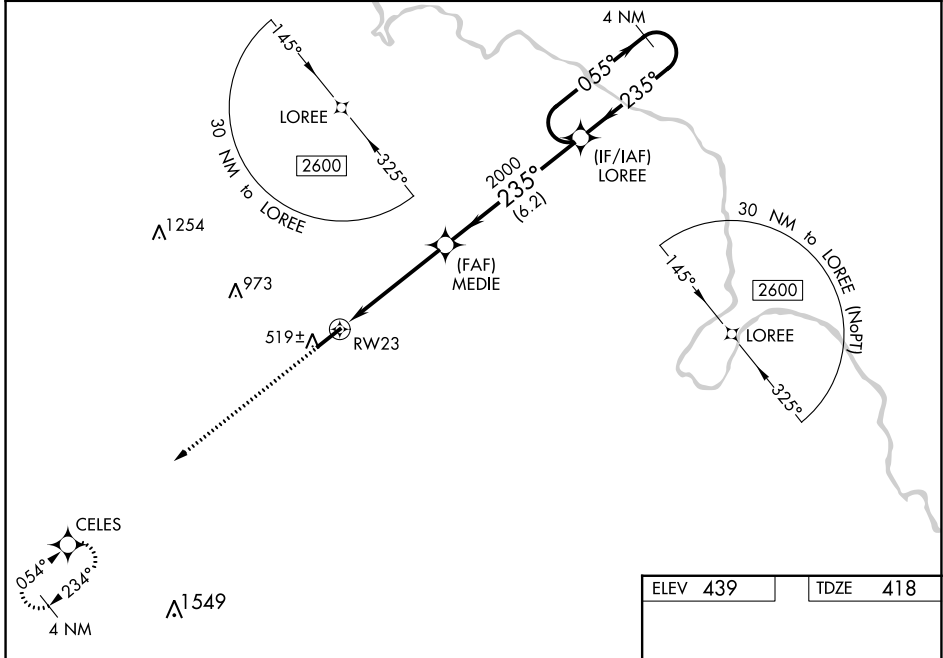 4 NM
055°
235°
145°
LOREE
2600
325°
30 NM to LOREE
(IF/IAF)
LOREE
2000
235°
(6.2)
1254
(FAF)
MEDIE
973
519±
RW23
30 NM to LOREE (NoPT)
145°
2600
LOREE
325°
CELES
054°
234°
4 NM
1549
ELEV 439
TDZE 418